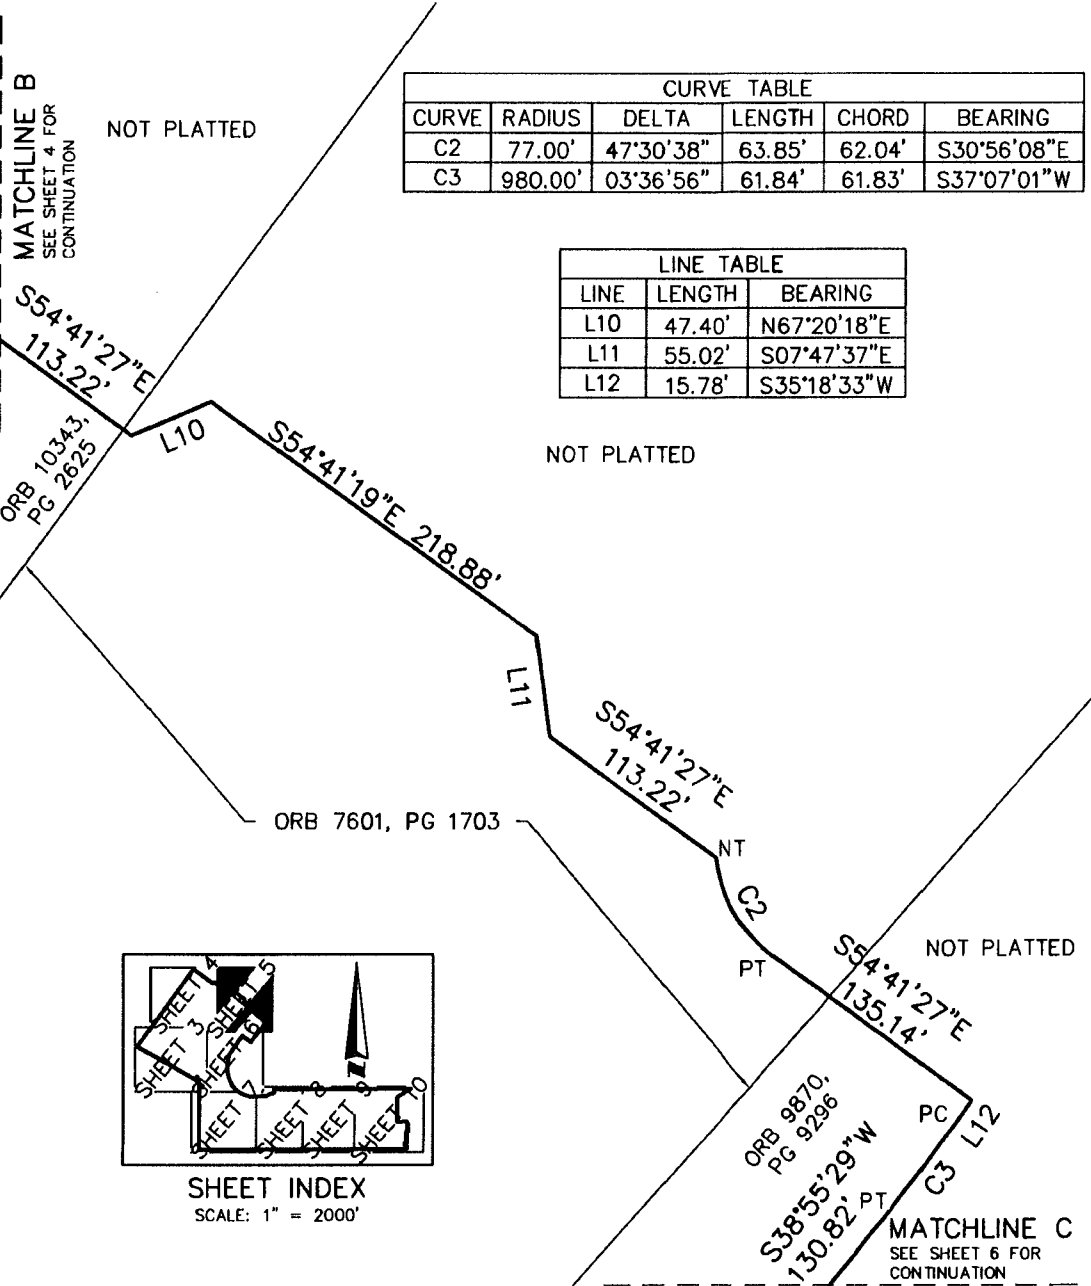 MATCHLINE B
SEE SHEET 4 FOR
CONTINUATION
NOT PLATTED
CURVE TABLE
CURVE RADIUS DELTA LENGTH CHORD BEARING
C2 77.00' 47°30'38" 63.85' 62.04' S30°56'08"E
C3 980.00' 03°36'56" 61.84' 61.83' S37°07'01"W
LINE TABLE
LINE LENGTH BEARING
L10 47.40' N67°20'18"E
L11 55.02' S07°47'37"E
L12 15.78' S35°18'33"W
S54°41'27"E
113.22'
ORB 10343,
PG 2625
L10
S54°41'19"E 218.88'
NOT PLATTED
L11
S54°41'27"E
113.22'
ORB 7601, PG 1703
NT
C2
PT
S54°41'27"E
135.14'
NOT PLATTED
ORB 9870,
PG 9296
PC
L12
C3
PT
S38°55'29"W
130.82'
MATCHLINE C
SEE SHEET 6 FOR
CONTINUATION
SHEET 4
SHEET 5
SHEET 3
SHEET 6
SHEET 7
SHEET 8
SHEET 9
SHEET 10
N
SHEET INDEX
SCALE: 1" = 2000'